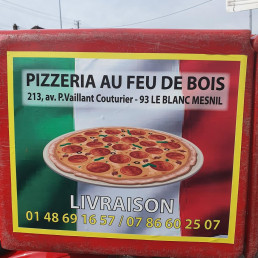 PIZZERIA AU FEU DE BOIS
213, av. P.Vaillant Couturier - 93 LE BLANC MESNIL
LIVRAISON
01 48 69 16 57 / 07 86 60 25 07